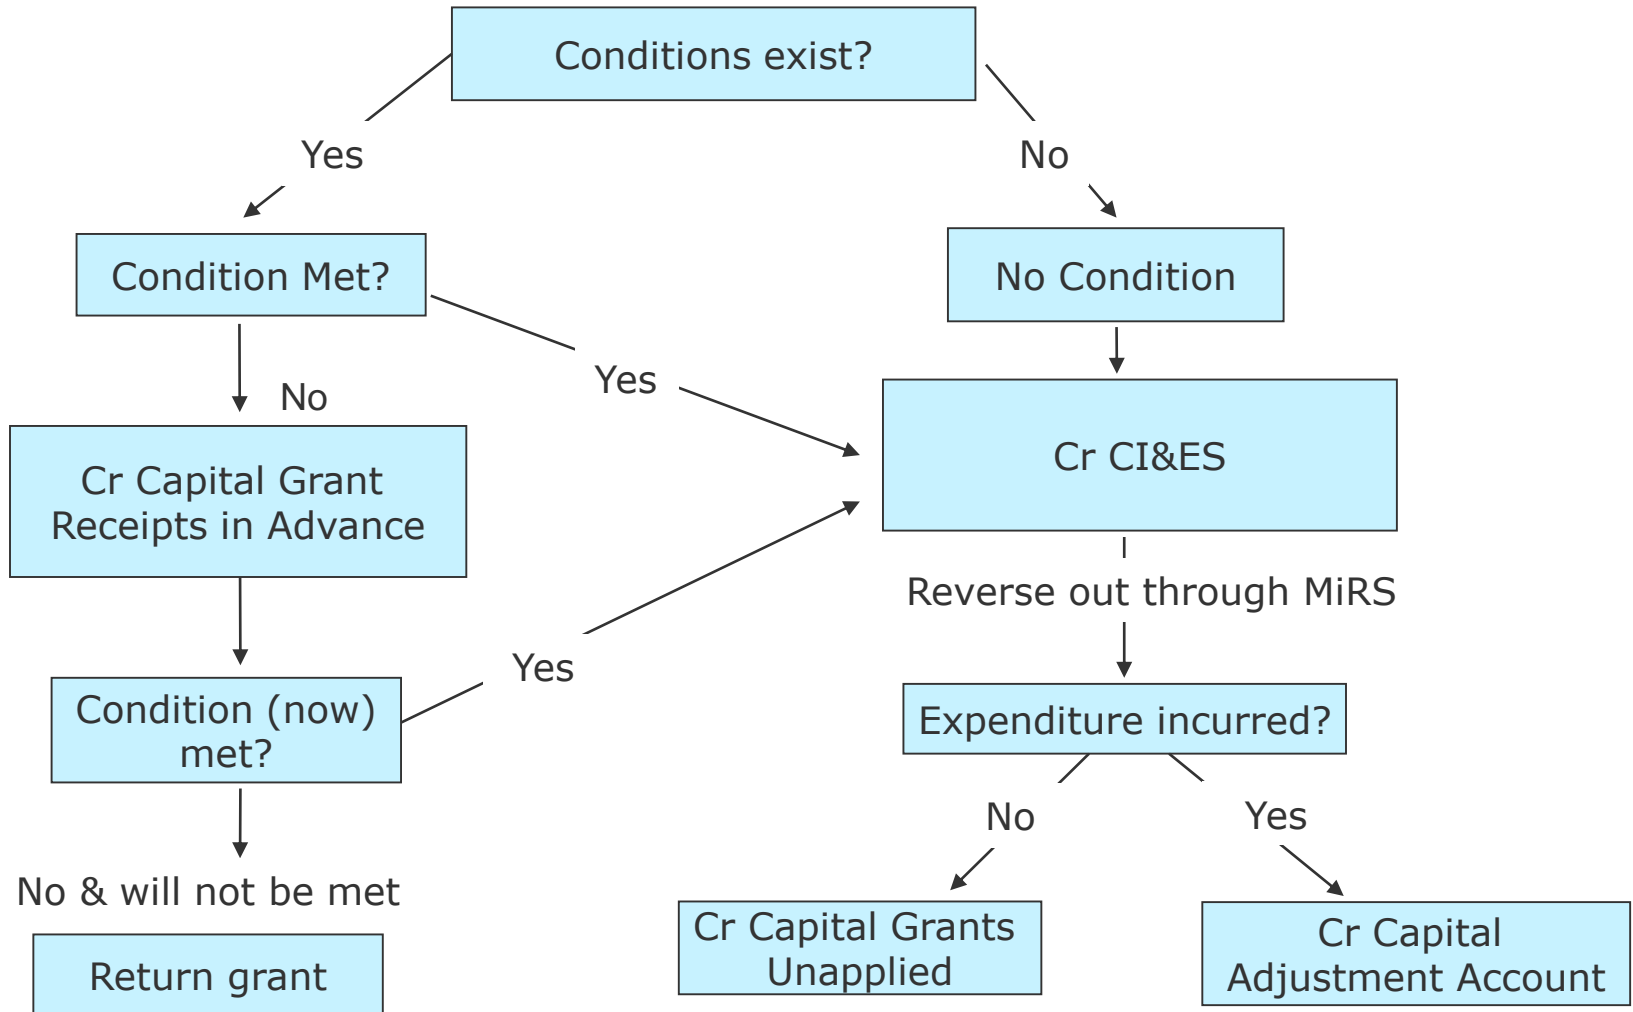 Conditions exist?
Yes
No
Condition Met?
No Condition
Yes
No
Cr CI&ES
Cr Capital Grant
Receipts in Advance
Reverse out through MiRS
Yes
Condition (now)
met?
Expenditure incurred?
No
Yes
No & will not be met
Cr Capital Grants
Unapplied
Cr Capital
Adjustment Account
Return grant